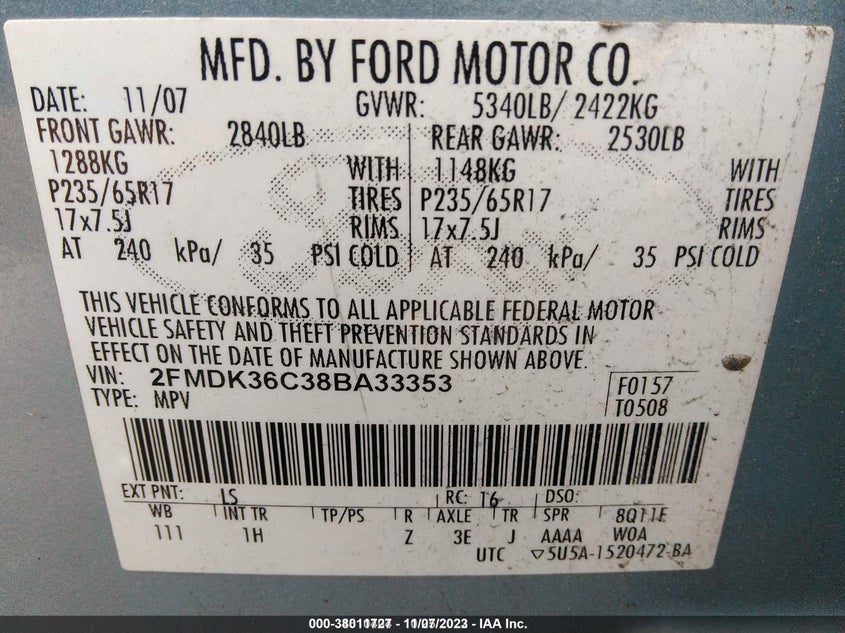 MFD. BY FORD MOTOR CO.
DATE: 11/07 GVWR: 5340LB/ 2422KG
FRONT GAWR: 2840LB REAR GAWR: 2530LB
1288KG WITH 1148KG WITH
P235/65R17 TIRES P235/65R17 TIRES
17x7.5J RIMS 17x7.5J RIMS
AT 240 kPa/ 35 PSI COLD AT 240 kPa/ 35 PSI COLD
THIS VEHICLE CONFORMS TO ALL APPLICABLE FEDERAL MOTOR
VEHICLE SAFETY AND THEFT PREVENTION STANDARDS IN
EFFECT ON THE DATE OF MANUFACTURE SHOWN ABOVE.
VIN: 2FMDK36C38BA33353 F0157
TYPE: MPV T0508
EXT PNT: LS RC: 16 DSO:
WB INT TR TP/PS R AXLE TR SPR 8Q11E
111 1H Z 3E J AAAA WOA
UTC ▽5U5A-1520472-BA
- 11/07/2023 - IAA Inc.